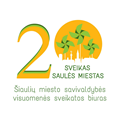 20
SVEIKAS
SAULĖS MIESTAS
Šiaulių miesto savivaldybės
visuomenės sveikatos biuras